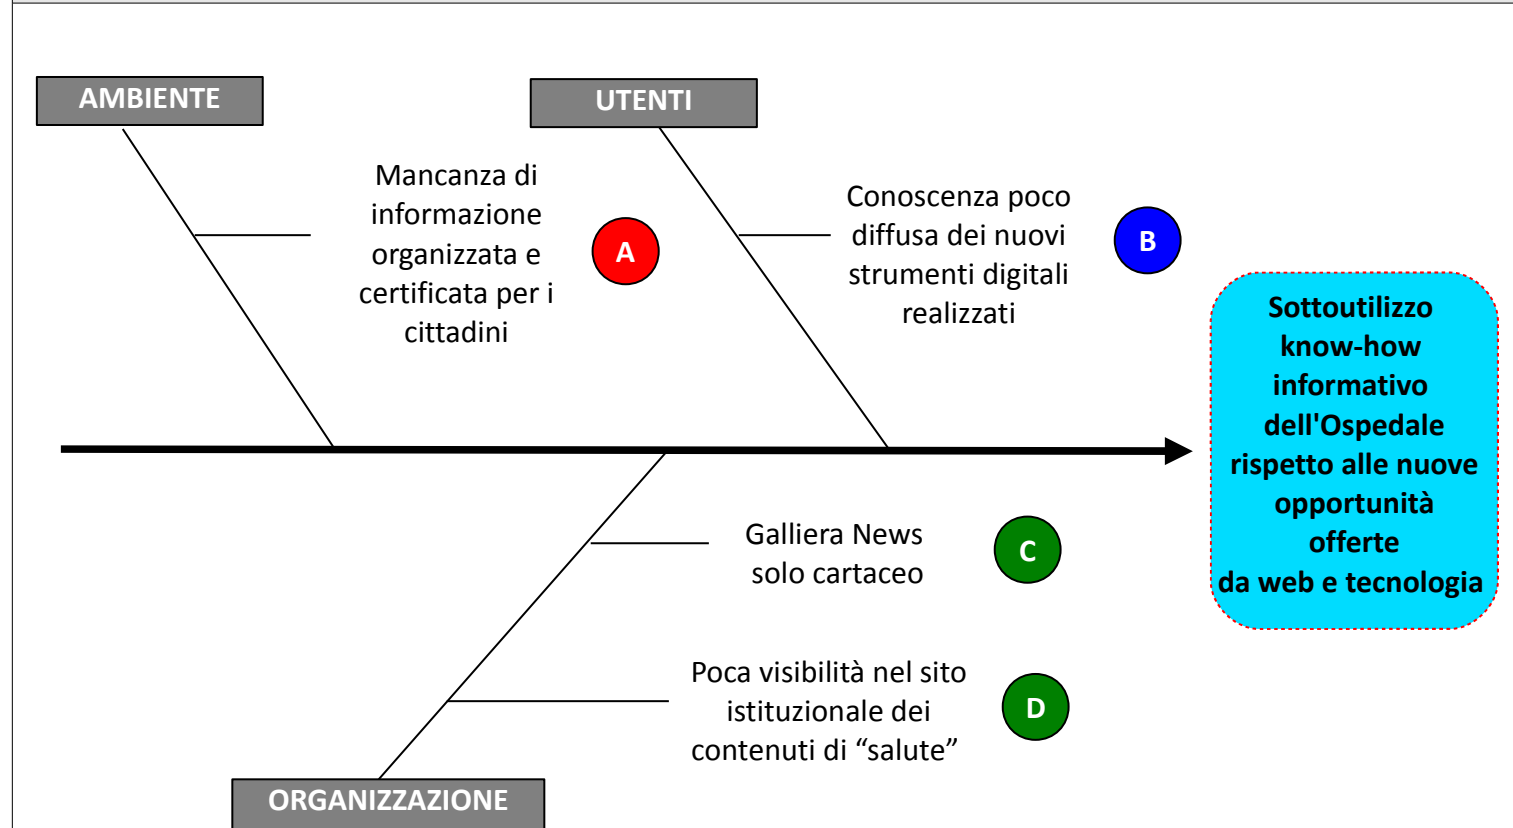 AMBIENTE
UTENTI
Mancanza di
informazione
organizzata e
certificata per i
cittadini
A
Conoscenza poco
diffusa dei nuovi
strumenti digitali
realizzati
B
Sottoutilizzo
know-how
informativo
dell'Ospedale
rispetto alle nuove
opportunità
offerte
da web e tecnologia
Galliera News
solo cartaceo
C
Poca visibilità nel sito
istituzionale dei
contenuti di “salute”
D
ORGANIZZAZIONE